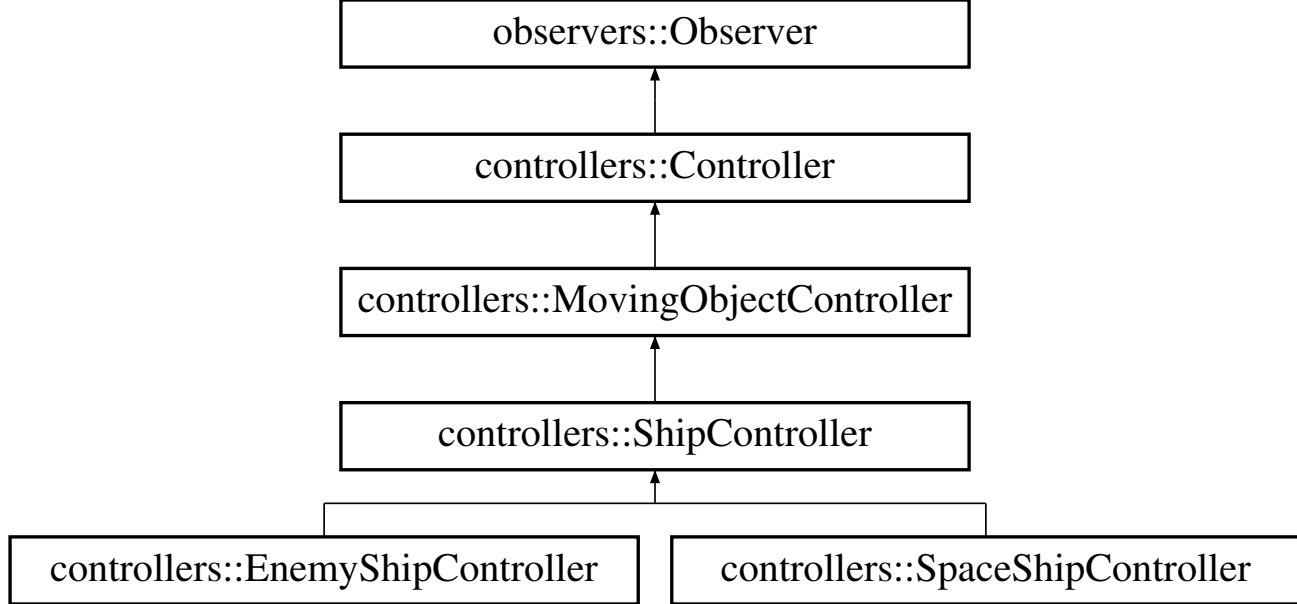 observers::Observer
controllers::Controller
controllers::MovingObjectController
controllers::ShipController
controllers::EnemyShipController
controllers::SpaceShipController